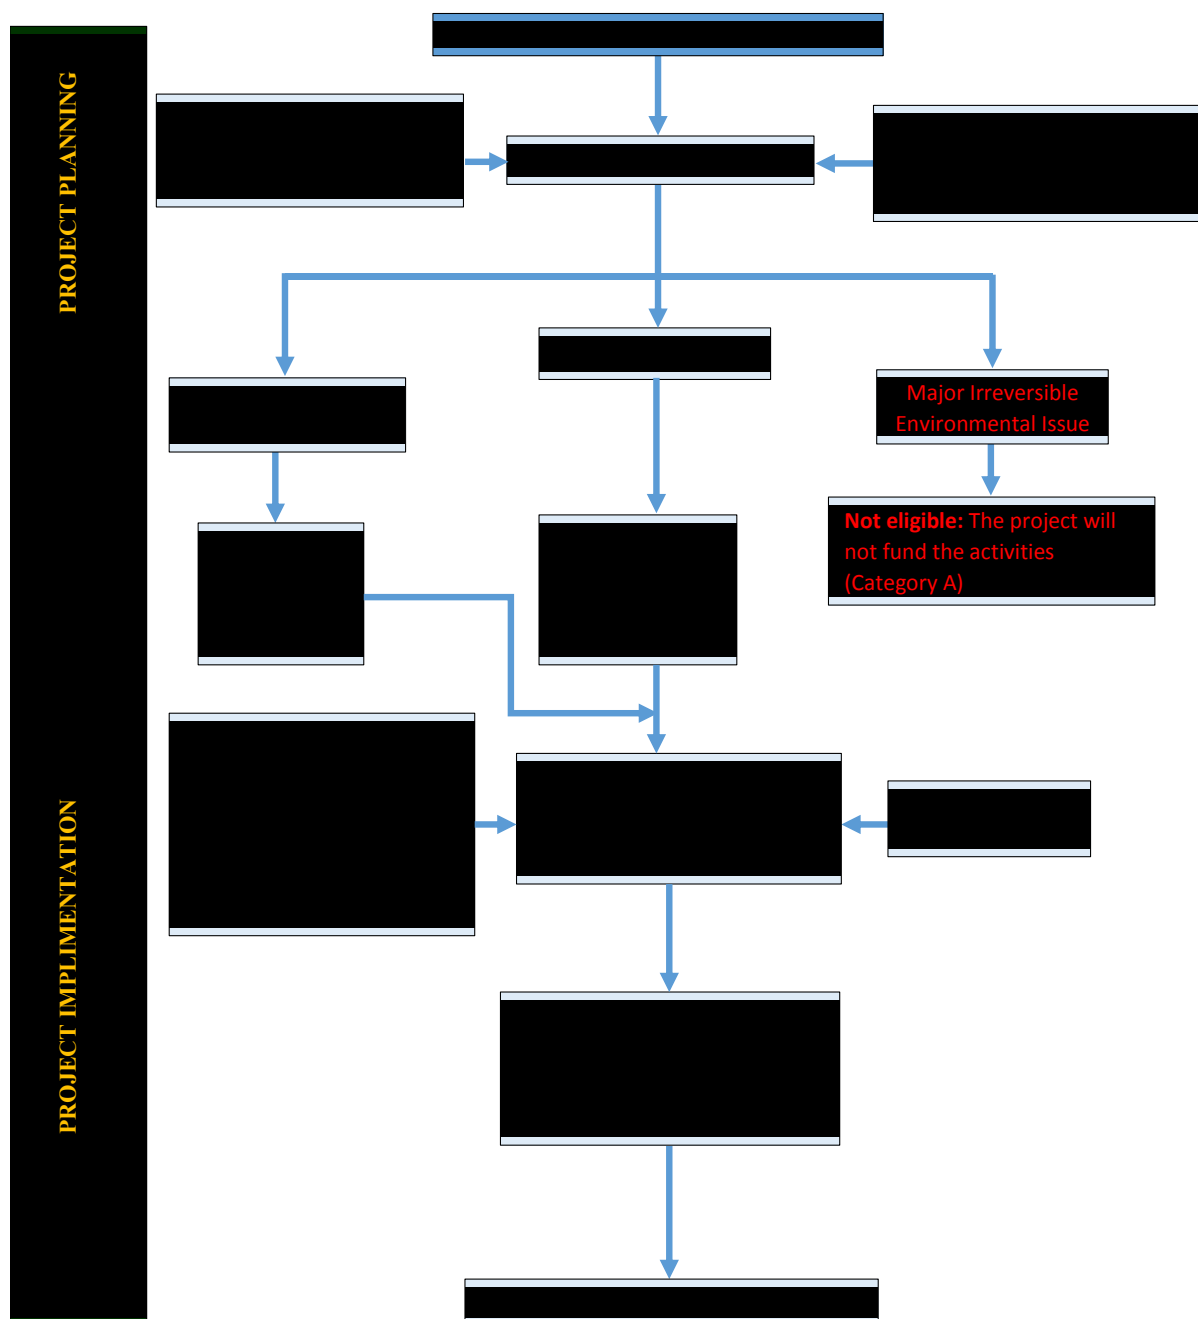 PROJECT PLANNING
Major Irreversible
Environmental Issue
Not eligible: The project will
not fund the activities
(Category A)
PROJECT IMPLIMENTATION